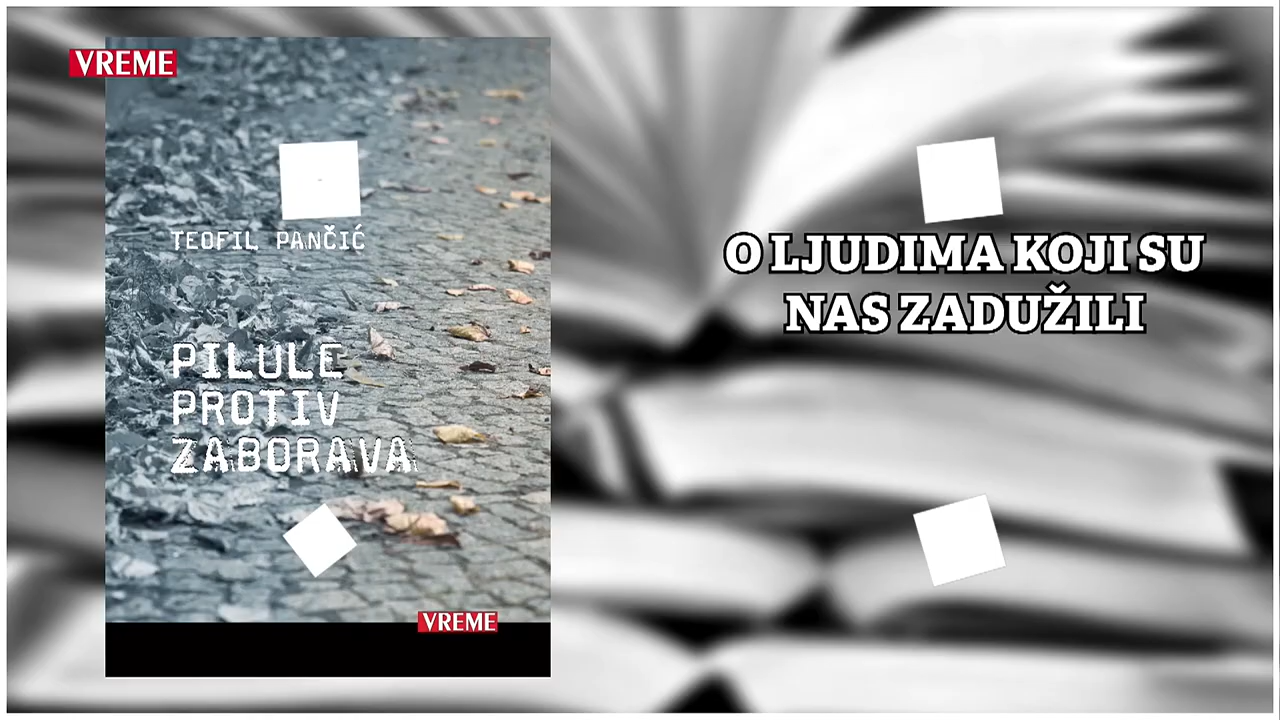 VREME
TEOFIL PANČIĆ
PILULE
PROTIV
ZABORAVA
VREME
O LJUDIMA KOJI SU
NAS ZADUŽILI